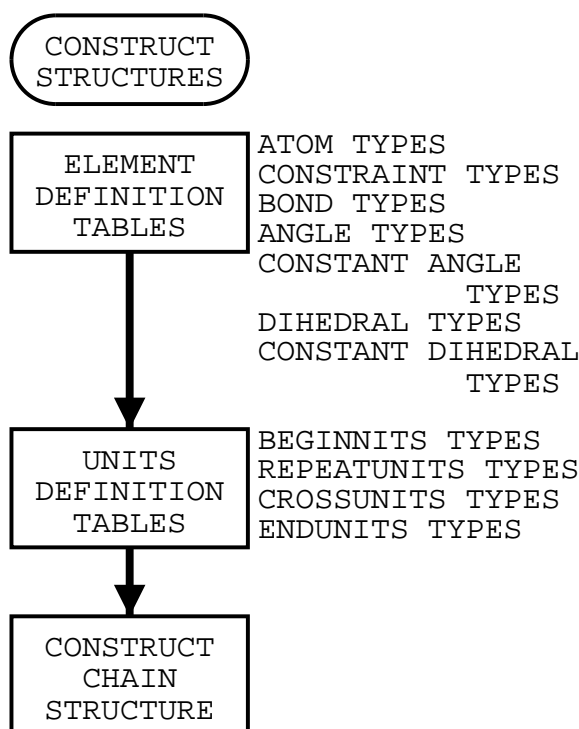 CONSTRUCT
STRUCTURES
ELEMENT
DEFINITION
TABLES
ATOM TYPES
CONSTRAINT TYPES
BOND TYPES
ANGLE TYPES
CONSTANT ANGLE
TYPES
DIHEDRAL TYPES
CONSTANT DIHEDRAL
TYPES
UNITS
DEFINITION
TABLES
BEGINNITS TYPES
REPEATUNITS TYPES
CROSSUNITS TYPES
ENDUNITS TYPES
CONSTRUCT
CHAIN
STRUCTURE